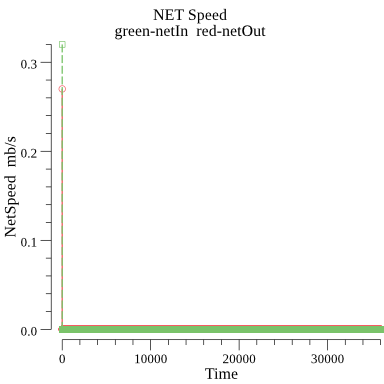 NET Speed
green-netIn  red-netOut
NetSpeed  mb/s
0.3
0.2
0.1
0.0
0 10000 20000 30000
Time